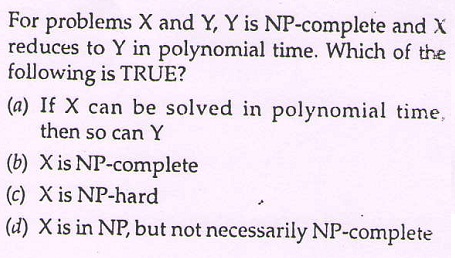 For problems X and Y, Y is NP-complete and X
reduces to Y in polynomial time. Which of the
following is TRUE?
(a) If X can be solved in polynomial time,
then so can Y
(b) X is NP-complete
(c) X is NP-hard
(d) X is in NP, but not necessarily NP-complete